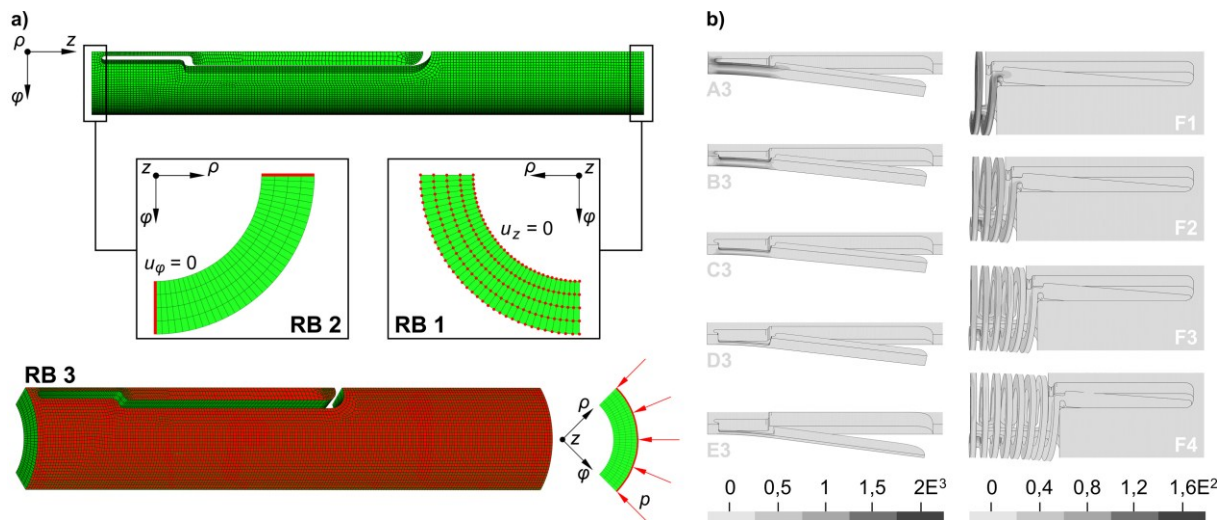 a)
ρ z
φ
z ρ
φ
u_φ = 0
RB 2
ρ z
φ
u_z = 0
RB 1
RB 3
ρ
z
φ
p
b)
A3
B3
C3
D3
E3
0 0,5 1 1,5 2E³
F1
F2
F3
F4
0 0,4 0,8 1,2 1,6E²